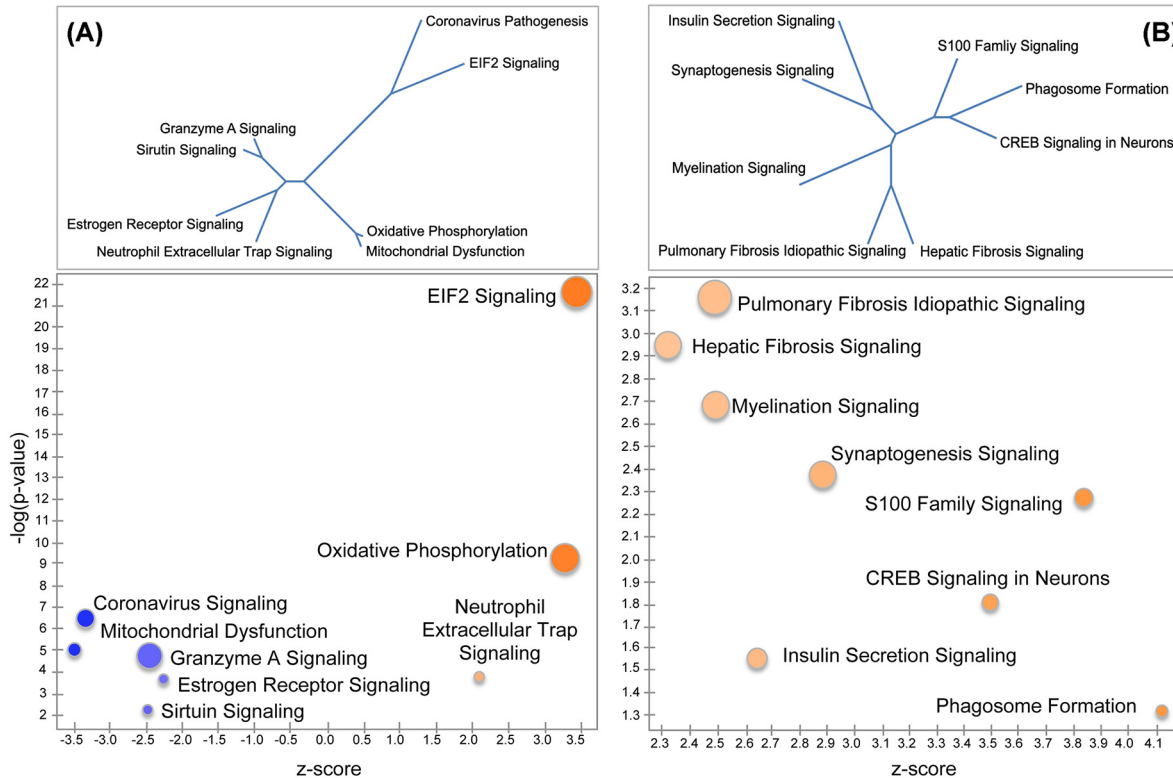 (A)
Coronavirus Pathogenesis
EIF2 Signaling
Granzyme A Signaling
Sirutin Signaling
Estrogen Receptor Signaling
Neutrophil Extracellular Trap Signaling
Oxidative Phosphorylation
Mitochondrial Dysfunction
(B)
Insulin Secretion Signaling
S100 Famliy Signaling
Synaptogenesis Signaling
Phagosome Formation
CREB Signaling in Neurons
Myelination Signaling
Pulmonary Fibrosis Idiopathic Signaling
Hepatic Fibrosis Signaling
-log(p-value)
22
21
20
19
18
17
16
15
14
13
12
11
10
9
8
7
6
5
4
3
2
EIF2 Signaling
Oxidative Phosphorylation
Coronavirus Signaling
Mitochondrial Dysfunction
Neutrophil
Extracellular Trap
Signaling
Granzyme A Signaling
Estrogen Receptor Signaling
Sirtuin Signaling
-3.5 -3.0 -2.5 -2.0 -1.5 -1.0 -0.5 0.0 0.5 1.0 1.5 2.0 2.5 3.0 3.5
z-score
3.2
3.1
3.0
2.9
2.8
2.7
2.6
2.5
2.4
2.3
2.2
2.1
2.0
1.9
1.8
1.7
1.6
1.5
1.4
1.3
Pulmonary Fibrosis Idiopathic Signaling
Hepatic Fibrosis Signaling
Myelination Signaling
Synaptogenesis Signaling
S100 Family Signaling
CREB Signaling in Neurons
Insulin Secretion Signaling
Phagosome Formation
2.3 2.4 2.5 2.6 2.7 2.8 2.9 3.0 3.1 3.2 3.3 3.4 3.5 3.6 3.7 3.8 3.9 4.0 4.1
z-score